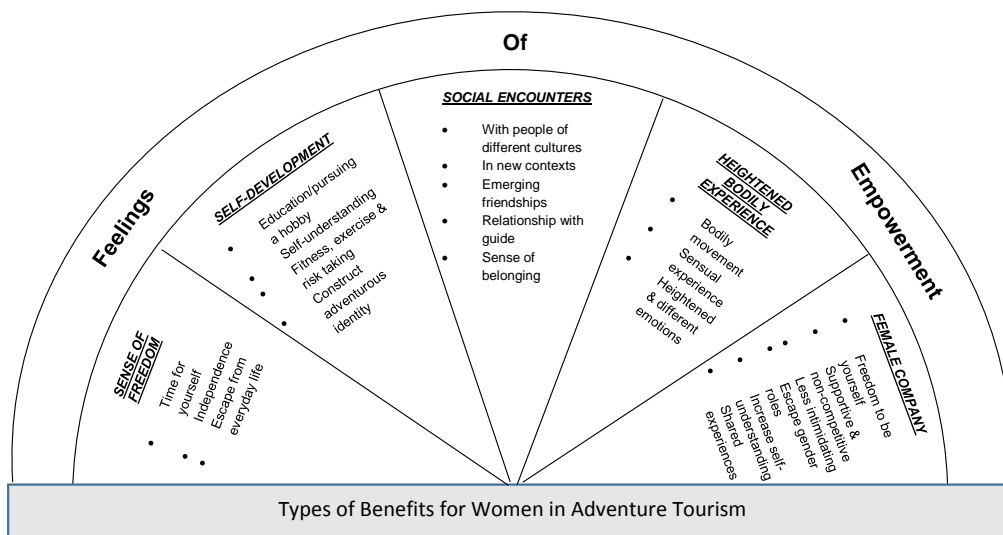 Feelings
Of
Empowerment
SENSE OF
FREEDOM
• Time for
yourself
• Independence
• Escape from
everyday life
SELF-DEVELOPMENT
• Education/pursuing
a hobby
• Self-understanding
• Fitness, exercise &
risk taking
• Construct
adventurous
identity
SOCIAL ENCOUNTERS
• With people of
different cultures
• In new contexts
• Emerging
friendships
• Relationship with
guide
• Sense of
belonging
HEIGHTENED
BODILY
EXPERIENCE
• Bodily
movement
• Sensual
experience
• Heightened
& different
emotions
FEMALE COMPANY
• Freedom to be
yourself
• Supportive &
non-competitive
• Less intimidating
• Escape gender
roles
• Increase self-
understanding
• Shared
experiences
Types of Benefits for Women in Adventure Tourism